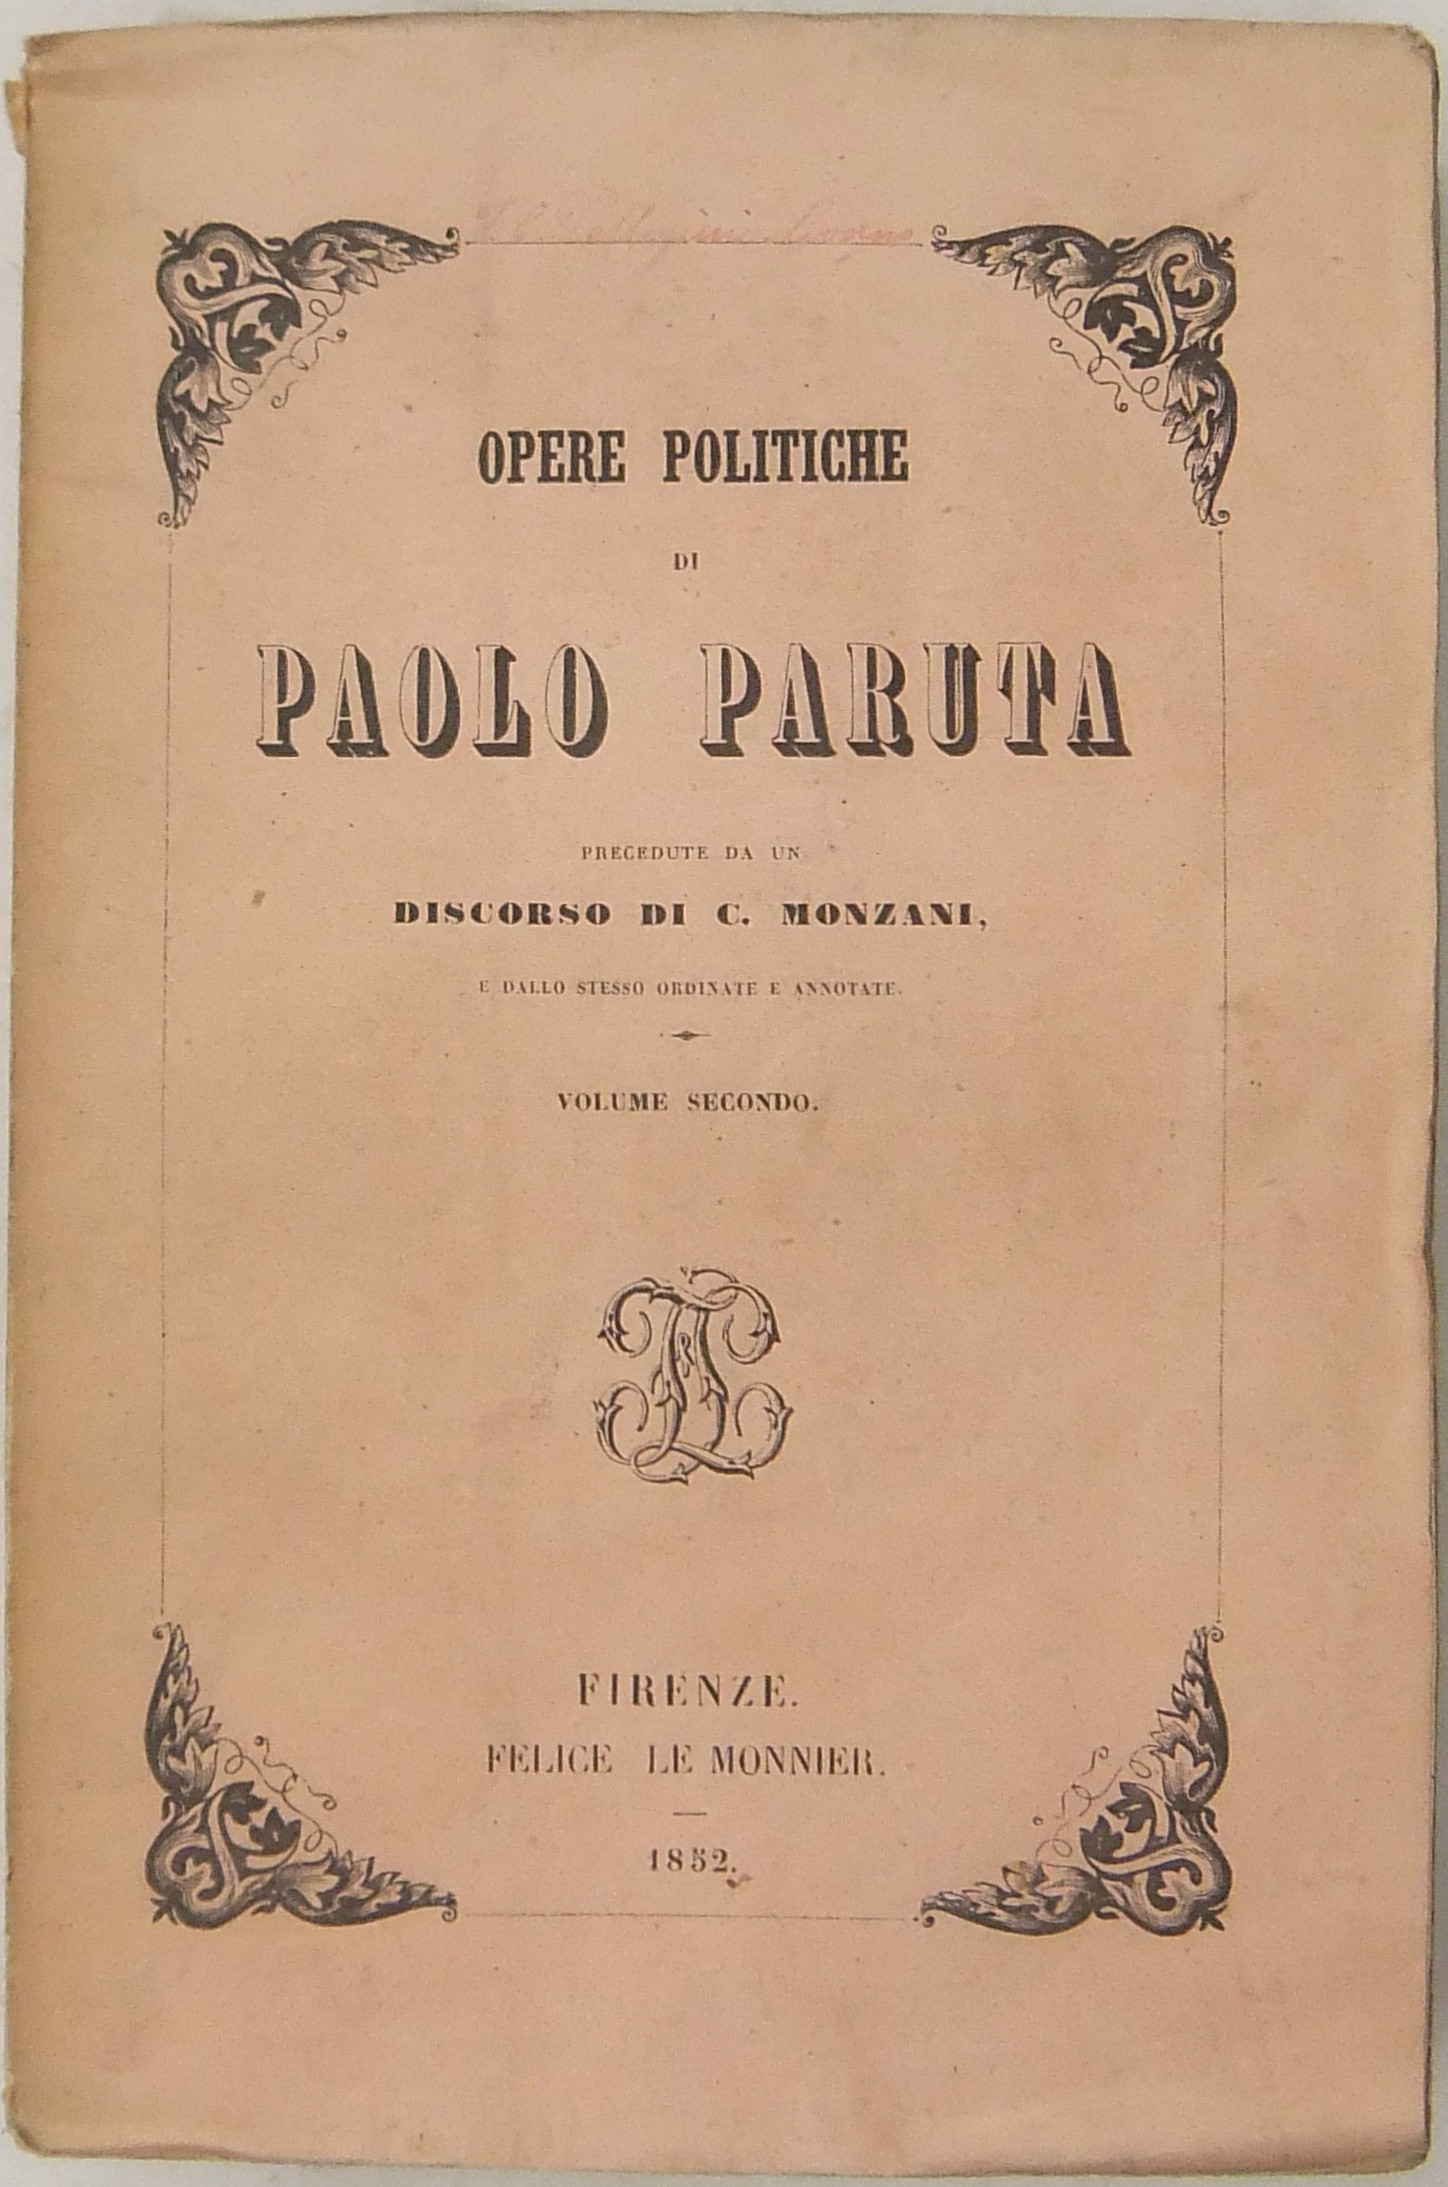 OPERE POLITICHE
DI
PAOLO PARUTA
PRECEDUTE DA UN
DISCORSO DI C. MONZANI,
E DALLO STESSO ORDINATE E ANNOTATE.
VOLUME SECONDO.
FIRENZE.
FELICE LE MONNIER.
1852.